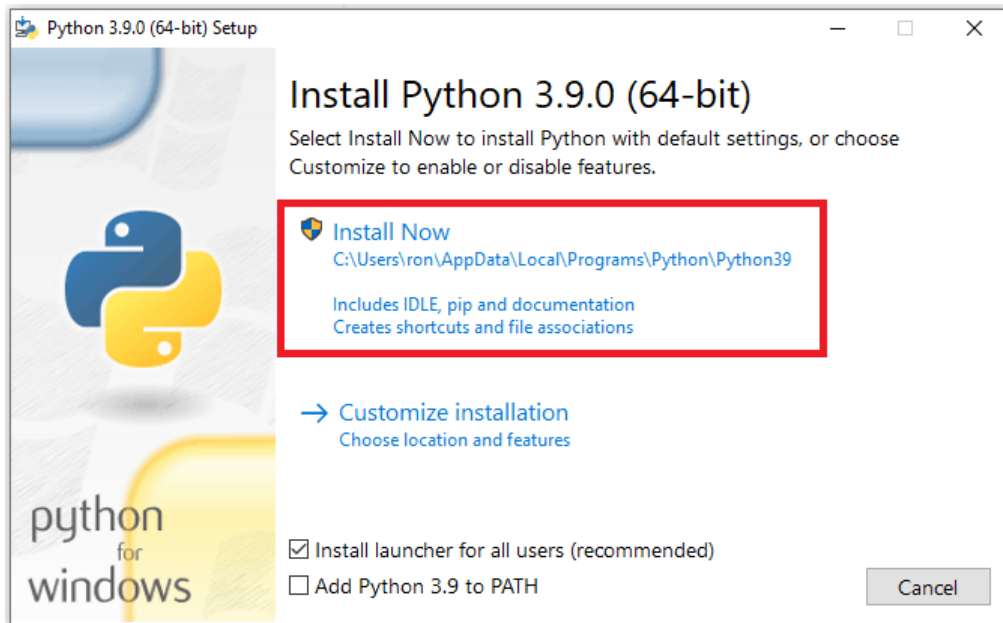 Python 3.9.0 (64-bit) Setup
Install Python 3.9.0 (64-bit)
Select Install Now to install Python with default settings, or choose
Customize to enable or disable features.
Install Now
C:\Users\ron\AppData\Local\Programs\Python\Python39
Includes IDLE, pip and documentation
Creates shortcuts and file associations
Customize installation
Choose location and features
python
for
windows
Install launcher for all users (recommended)
Add Python 3.9 to PATH
Cancel